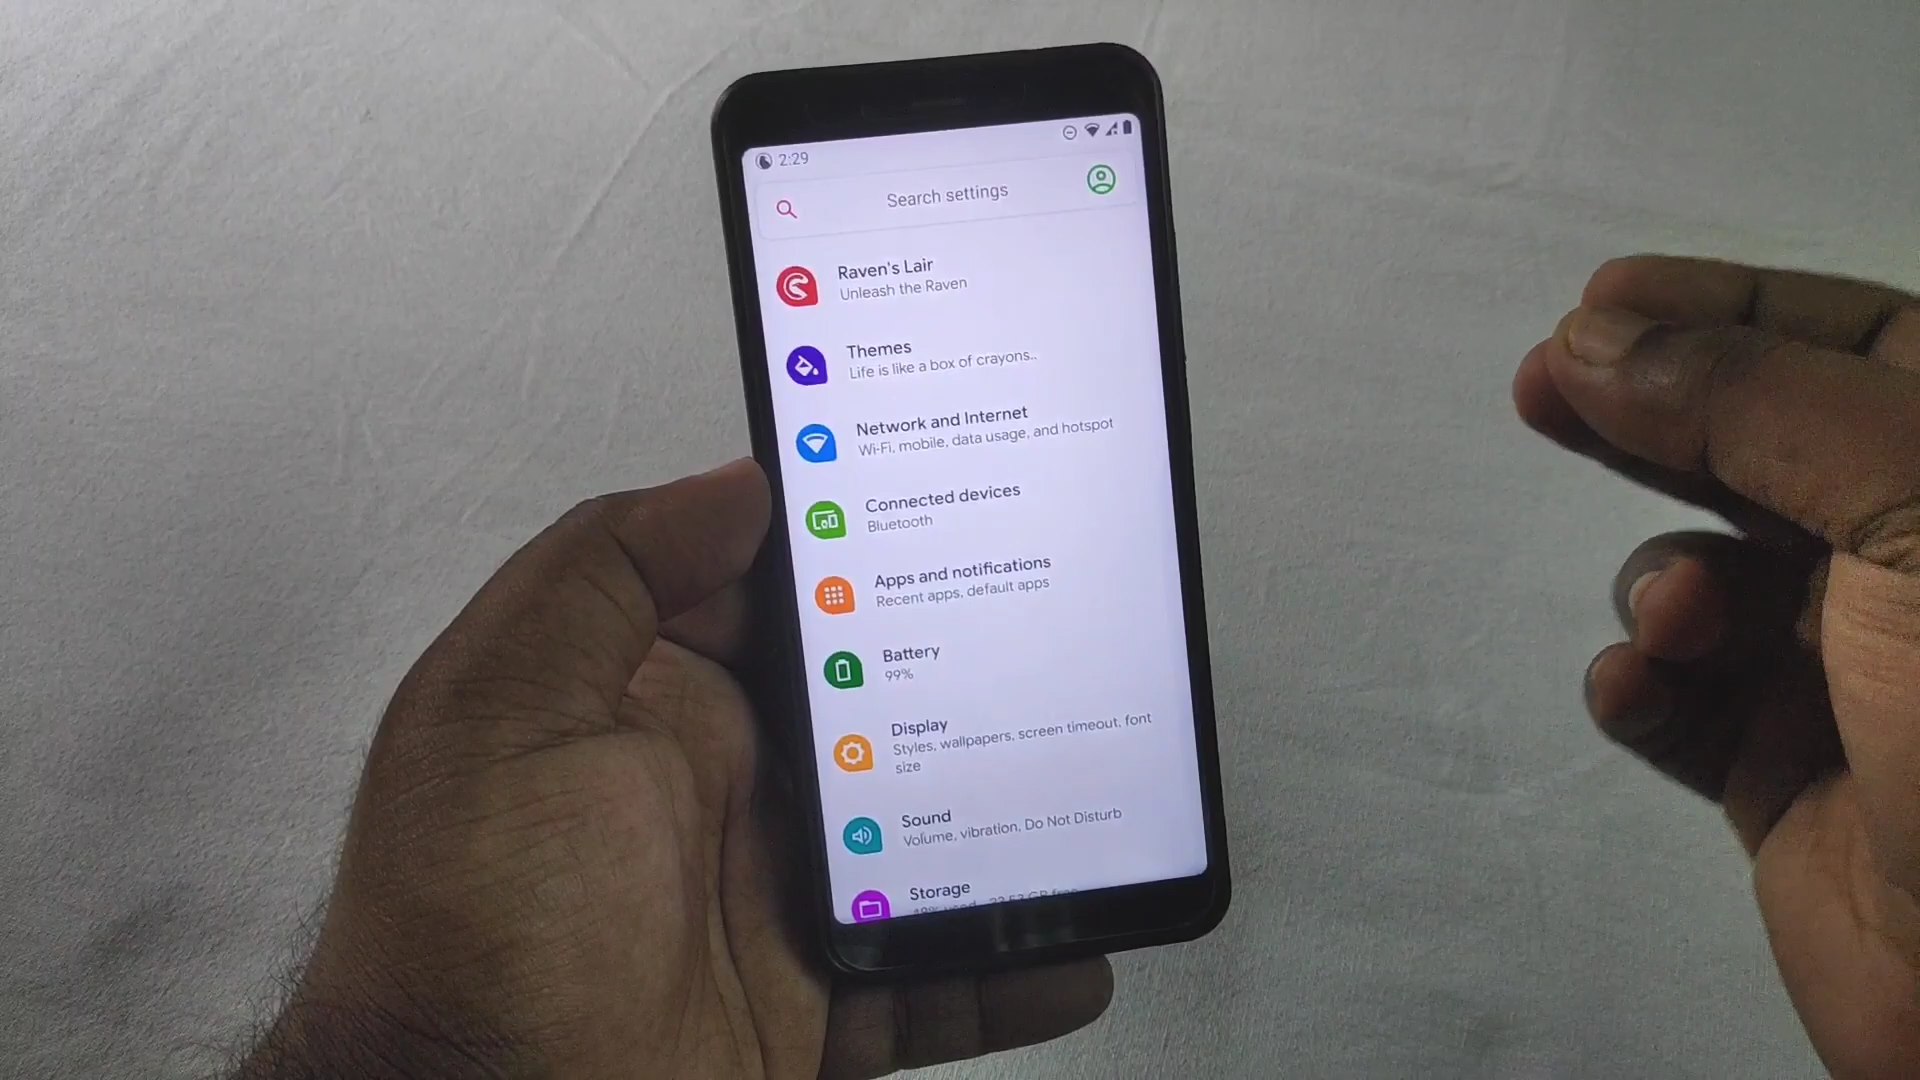 2:29
Search settings
Raven's Lair
Unleash the Raven
Themes
Life is like a box of crayons..
Network and Internet
Wi-Fi, mobile, data usage, and hotspot
Connected devices
Bluetooth
Apps and notifications
Recent apps, default apps
Battery
99%
Display
Styles, wallpapers, screen timeout, font
size
Sound
Volume, vibration, Do Not Disturb
Storage